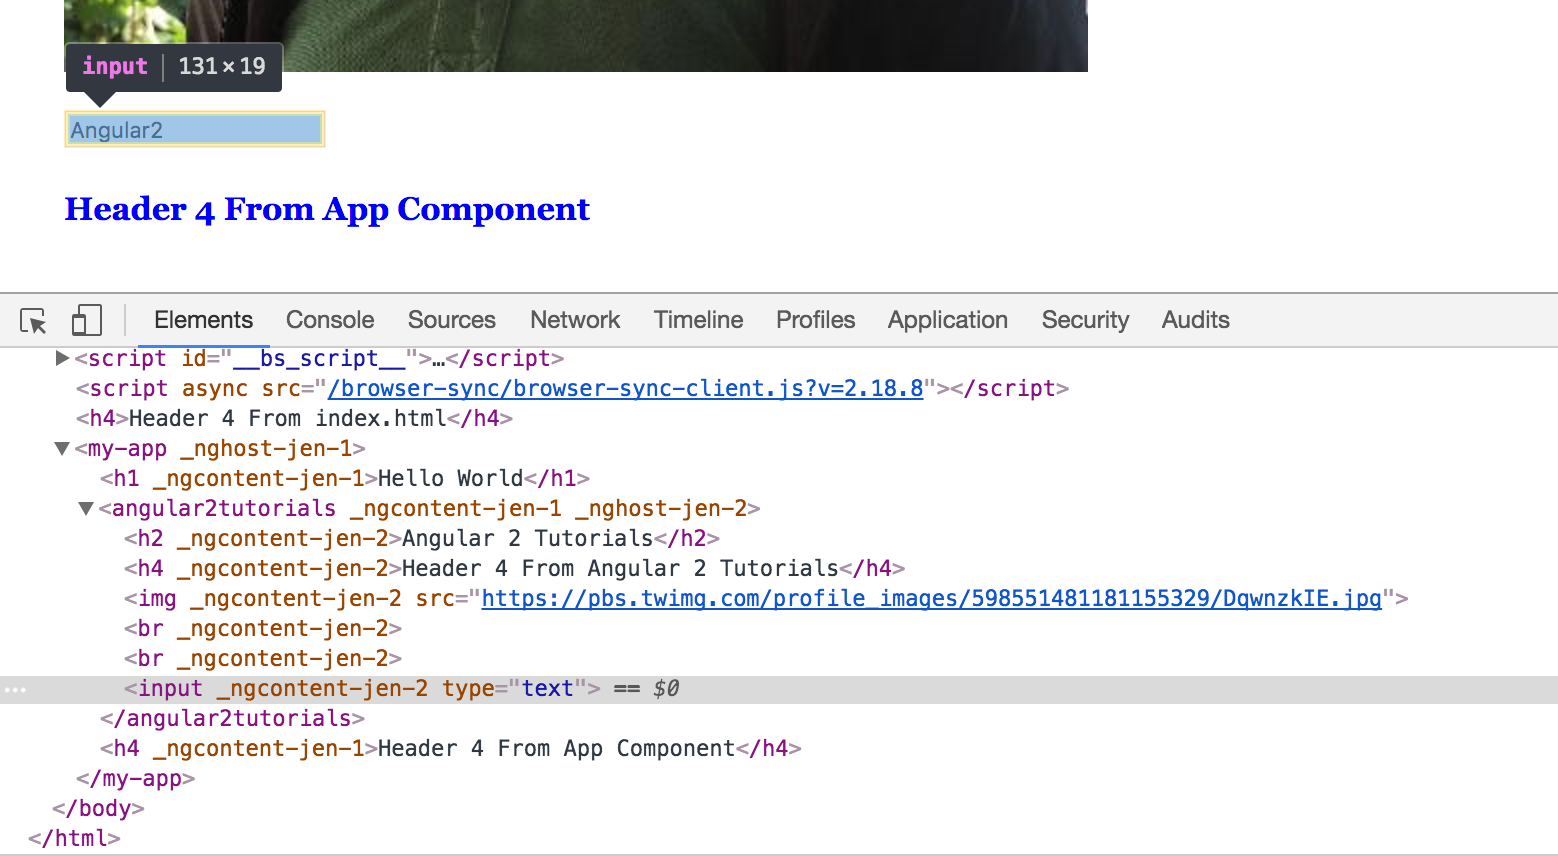 input 131×19
Angular2
Header 4 From App Component
Elements Console Sources Network Timeline Profiles Application Security Audits
▶<script id="__bs_script__">…</script>
<script async src="/browser-sync/browser-sync-client.js?v=2.18.8"></script>
<h4>Header 4 From index.html</h4>
▼<my-app _nghost-jen-1>
<h1 _ngcontent-jen-1>Hello World</h1>
▼<angular2tutorials _ngcontent-jen-1 _nghost-jen-2>
<h2 _ngcontent-jen-2>Angular 2 Tutorials</h2>
<h4 _ngcontent-jen-2>Header 4 From Angular 2 Tutorials</h4>
<img _ngcontent-jen-2 src="https://pbs.twimg.com/profile_images/598551481181155329/DqwnzkIE.jpg">
<br _ngcontent-jen-2>
<br _ngcontent-jen-2>
<input _ngcontent-jen-2 type="text"> == $0
</angular2tutorials>
<h4 _ngcontent-jen-1>Header 4 From App Component</h4>
</my-app>
</body>
</html>